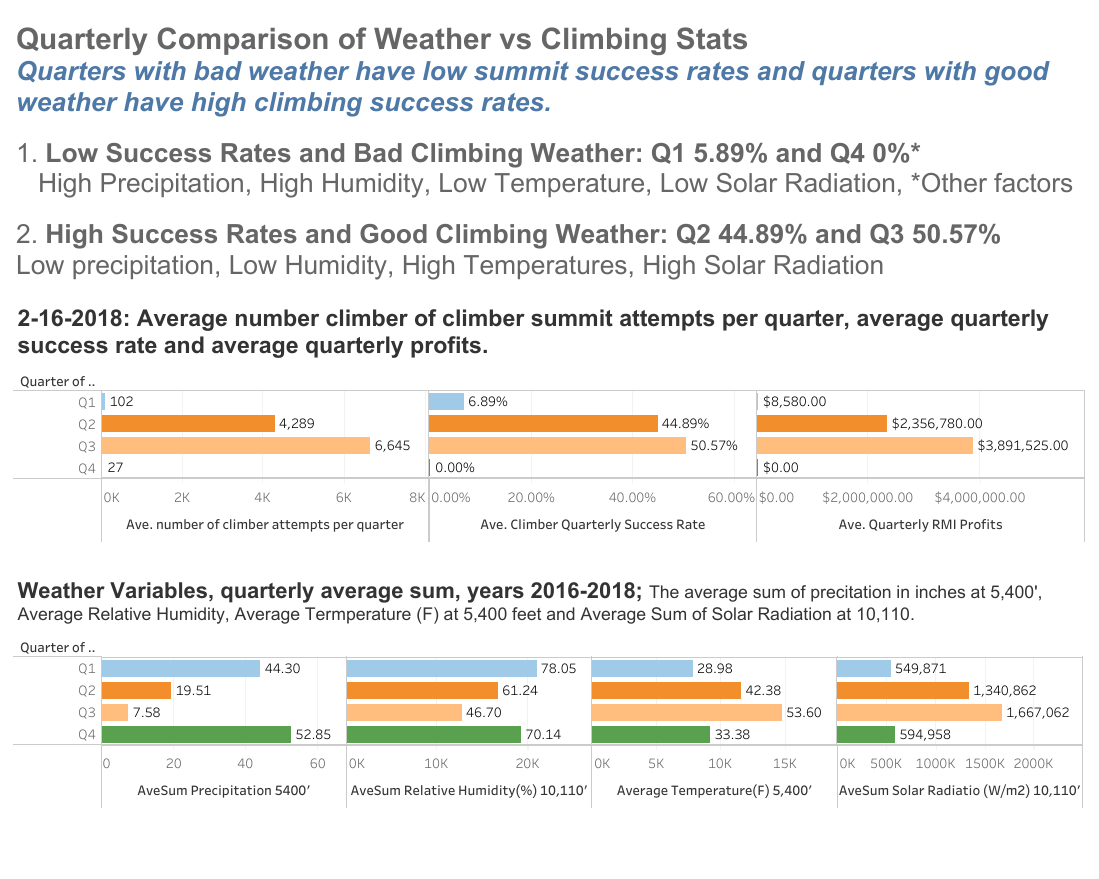 Quarterly Comparison of Weather vs Climbing Stats
Quarters with bad weather have low summit success rates and quarters with good
weather have high climbing success rates.
1. Low Success Rates and Bad Climbing Weather: Q1 5.89% and Q4 0%*
High Precipitation, High Humidity, Low Temperature, Low Solar Radiation, *Other factors
2. High Success Rates and Good Climbing Weather: Q2 44.89% and Q3 50.57%
Low precipitation, Low Humidity, High Temperatures, High Solar Radiation
2-16-2018: Average number climber of climber summit attempts per quarter, average quarterly
success rate and average quarterly profits.
Quarter of ..
Q1 102 6.89% $8,580.00
Q2 4,289 44.89% $2,356,780.00
Q3 6,645 50.57% $3,891,525.00
Q4 27 0.00% $0.00
0K 2K 4K 6K 8K 0.00% 20.00% 40.00% 60.00% $0.00 $2,000,000.00 $4,000,000.00
Ave. number of climber attempts per quarter Ave. Climber Quarterly Success Rate Ave. Quarterly RMI Profits
Weather Variables, quarterly average sum, years 2016-2018; The average sum of precitation in inches at 5,400',
Average Relative Humidity, Average Termperature (F) at 5,400 feet and Average Sum of Solar Radiation at 10,110.
Quarter of ..
Q1 44.30 78.05 28.98 549,871
Q2 19.51 61.24 42.38 1,340,862
Q3 7.58 46.70 53.60 1,667,062
Q4 52.85 70.14 33.38 594,958
0 20 40 60 0K 10K 20K 0K 5K 10K 15K 0K 500K 1000K 1500K 2000K
AveSum Precipitation 5400’ AveSum Relative Humidity(%) 10,110’ Average Temperature(F) 5,400’ AveSum Solar Radiatio (W/m2) 10,110’